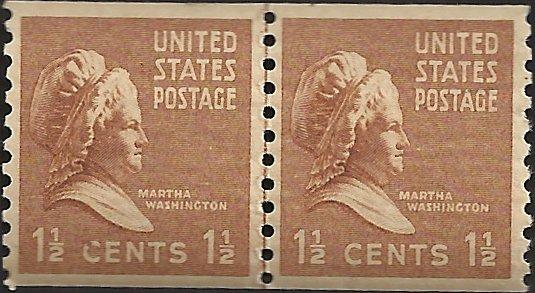 UNITED
STATES
POSTAGE
MARTHA
WASHINGTON
1½ CENTS 1½
UNITED
STATES
POSTAGE
MARTHA
WASHINGTON
1½ CENTS 1½